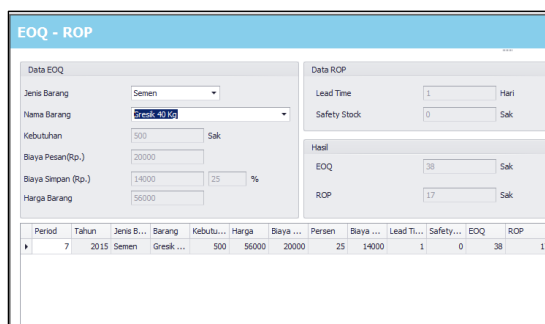 EOQ - ROP
Data EOQ
Jenis Barang Semen
Nama Barang Gresik 40 Kg
Kebutuhan 500 Sak
Biaya Pesan(Rp.) 20000
Biaya Simpan (Rp.) 14000 25 %
Harga Barang 56000
Data ROP
Lead Time 1 Hari
Safety Stock 0 Sak
Hasil
EOQ 38 Sak
ROP 17 Sak
Period Tahun Jenis B... Barang Kebutu... Harga Biaya ... Persen Biaya ... Lead Ti... Safety... EOQ ROP
7 2015 Semen Gresik ... 500 56000 20000 25 14000 1 0 38 1